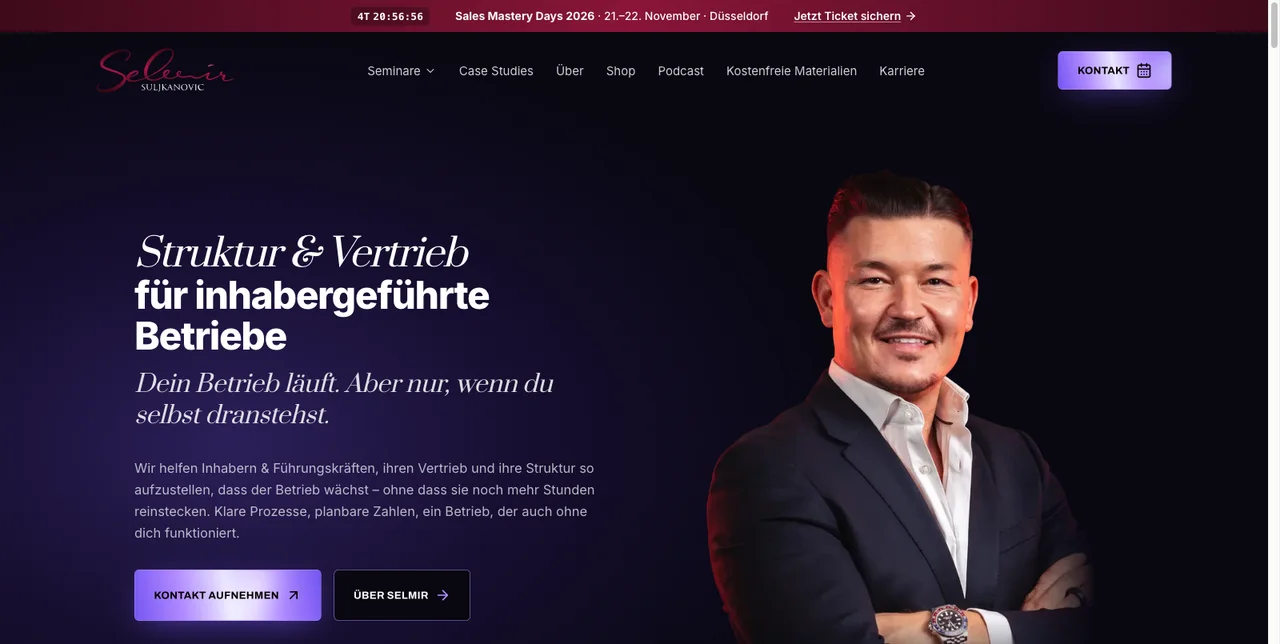 4T 20:56:56 Sales Mastery Days 2026 · 21.–22. November · Düsseldorf Jetzt Ticket sichern →
Selmir
SULJKANOVIC
Seminare Case Studies Über Shop Podcast Kostenfreie Materialien Karriere
KONTAKT
Struktur & Vertrieb
für inhabergeführte
Betriebe
Dein Betrieb läuft. Aber nur, wenn du
selbst dranstehst.
Wir helfen Inhabern & Führungskräften, ihren Vertrieb und ihre Struktur so
aufzustellen, dass der Betrieb wächst – ohne dass sie noch mehr Stunden
reinstecken. Klare Prozesse, planbare Zahlen, ein Betrieb, der auch ohne
dich funktioniert.
KONTAKT AUFNEHMEN
ÜBER SELMIR →